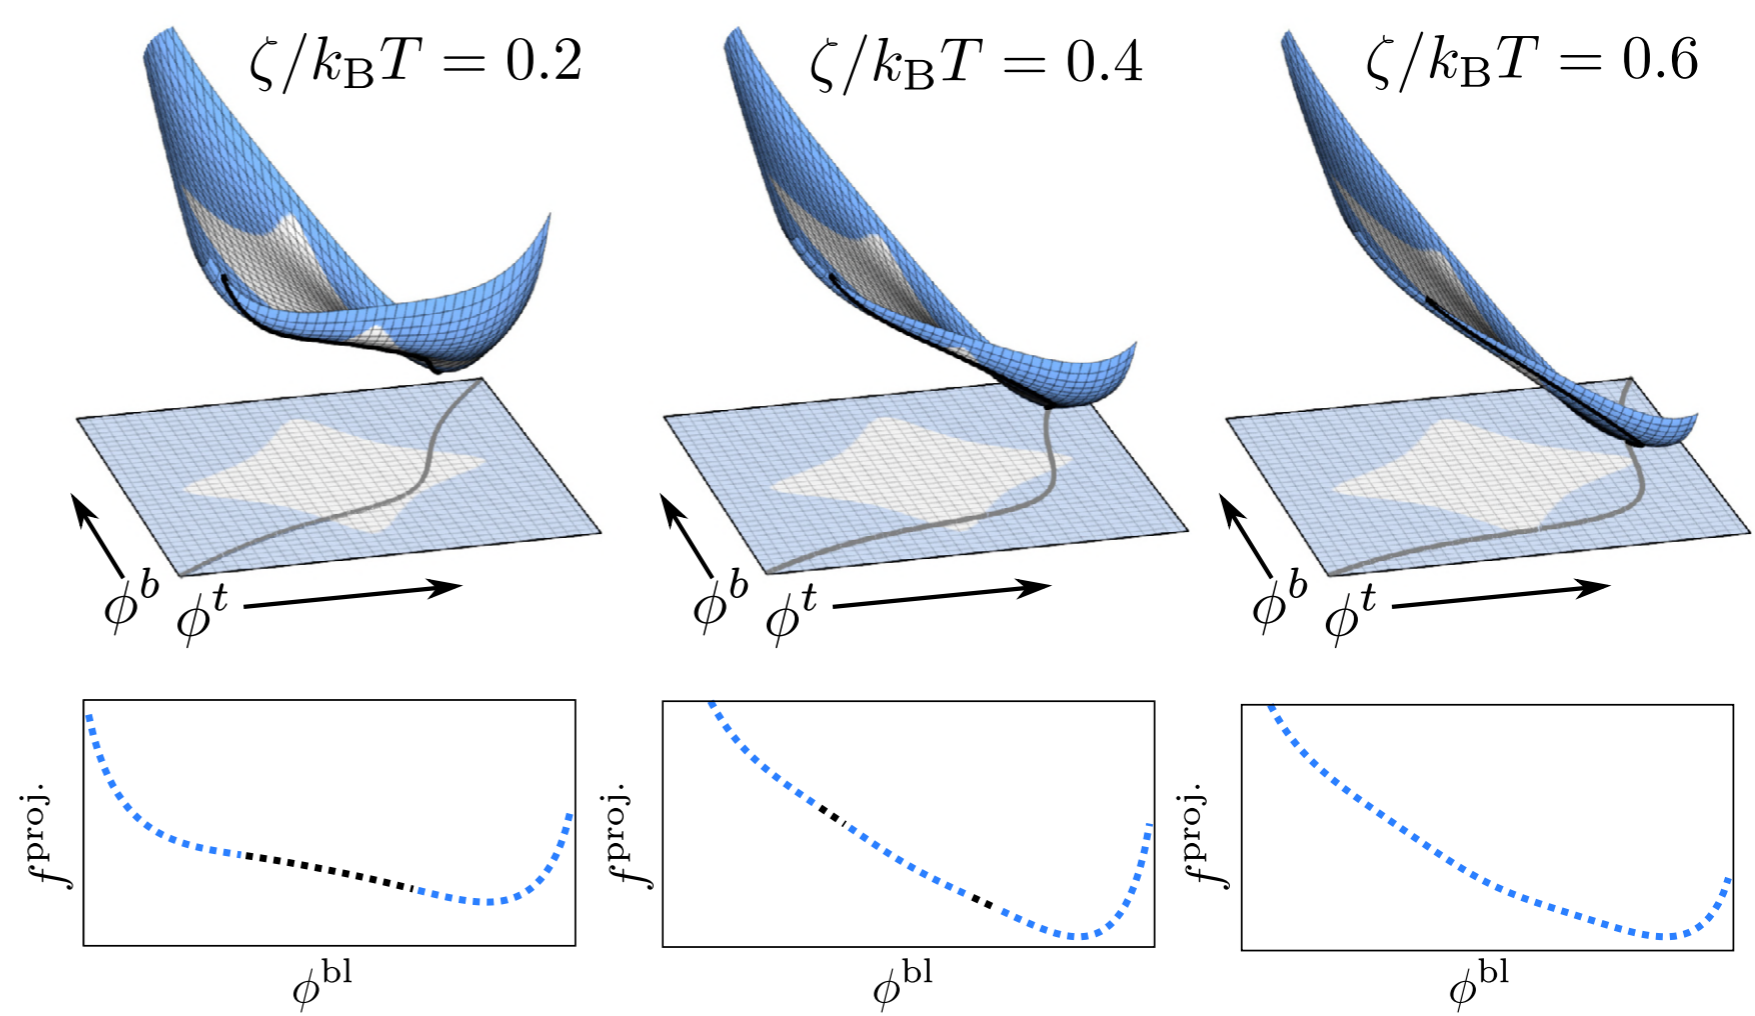 ζ/k_BT = 0.2
ζ/k_BT = 0.4
ζ/k_BT = 0.6
ϕ^b
ϕ^t
ϕ^b
ϕ^t
ϕ^b
ϕ^t
f^proj.
f^proj.
f^proj.
ϕ^bl
ϕ^bl
ϕ^bl